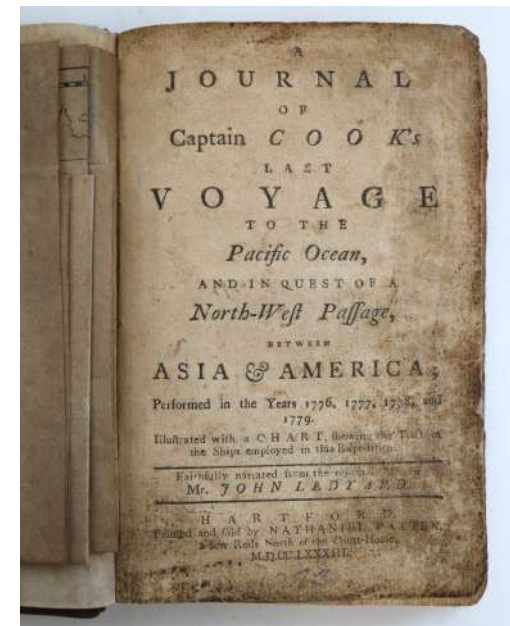 A
JOURNAL
OF
Captain COOK's
LAST
VOYAGE
TO THE
Pacific Ocean,
AND IN QUEST OF A
North-Weſt Paſſage,
BETWEEN
ASIA & AMERICA;
Performed in the Years 1776, 1777, 1778, and
1779.
Illuſtrated with a CHART, ſhewing the Tracts of
the Ships employed in this Expedition.
Faithfully narrated from the original MS. of
Mr. JOHN LEDYARD.
HARTFORD:
Printed and ſold by NATHANIEL PATTEN,
a few Rods North of the Court-Houſe,
M.DCC.LXXXIII.